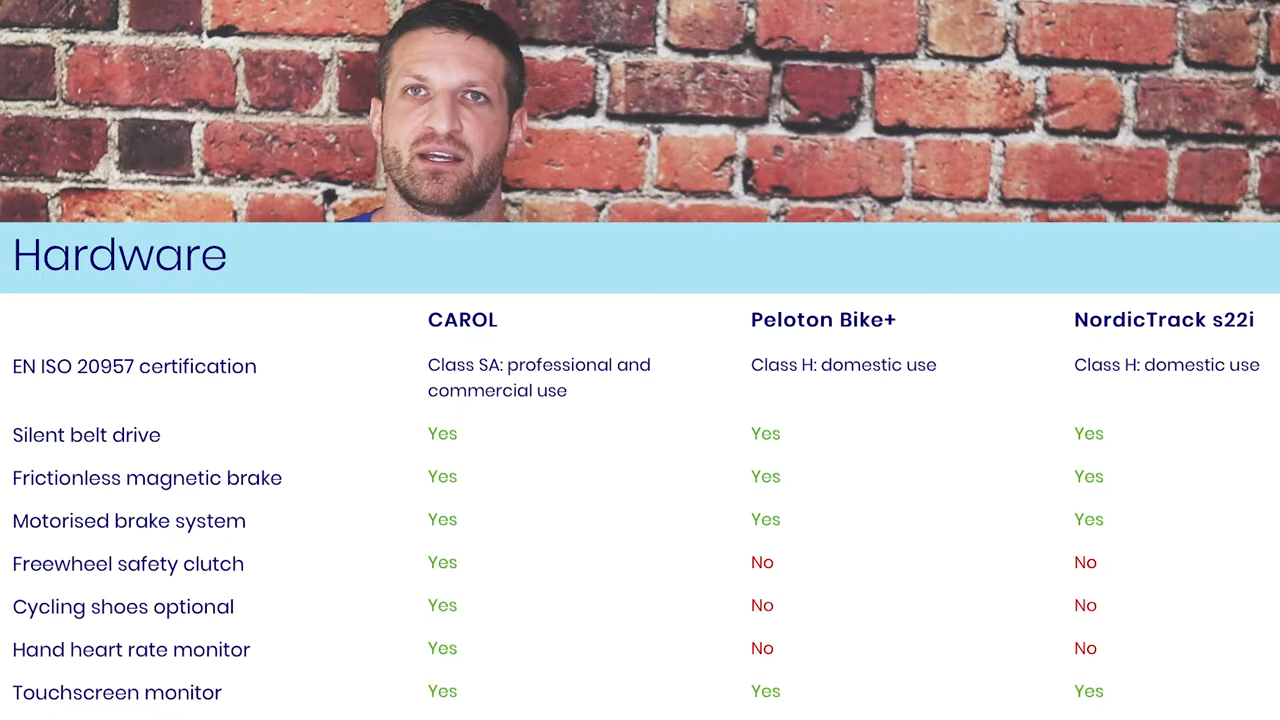 Hardware
CAROL Peloton Bike+ NordicTrack s22i
EN ISO 20957 certification Class SA: professional and commercial use Class H: domestic use Class H: domestic use
Silent belt drive Yes Yes Yes
Frictionless magnetic brake Yes Yes Yes
Motorised brake system Yes Yes Yes
Freewheel safety clutch Yes No No
Cycling shoes optional Yes No No
Hand heart rate monitor Yes No No
Touchscreen monitor Yes Yes Yes